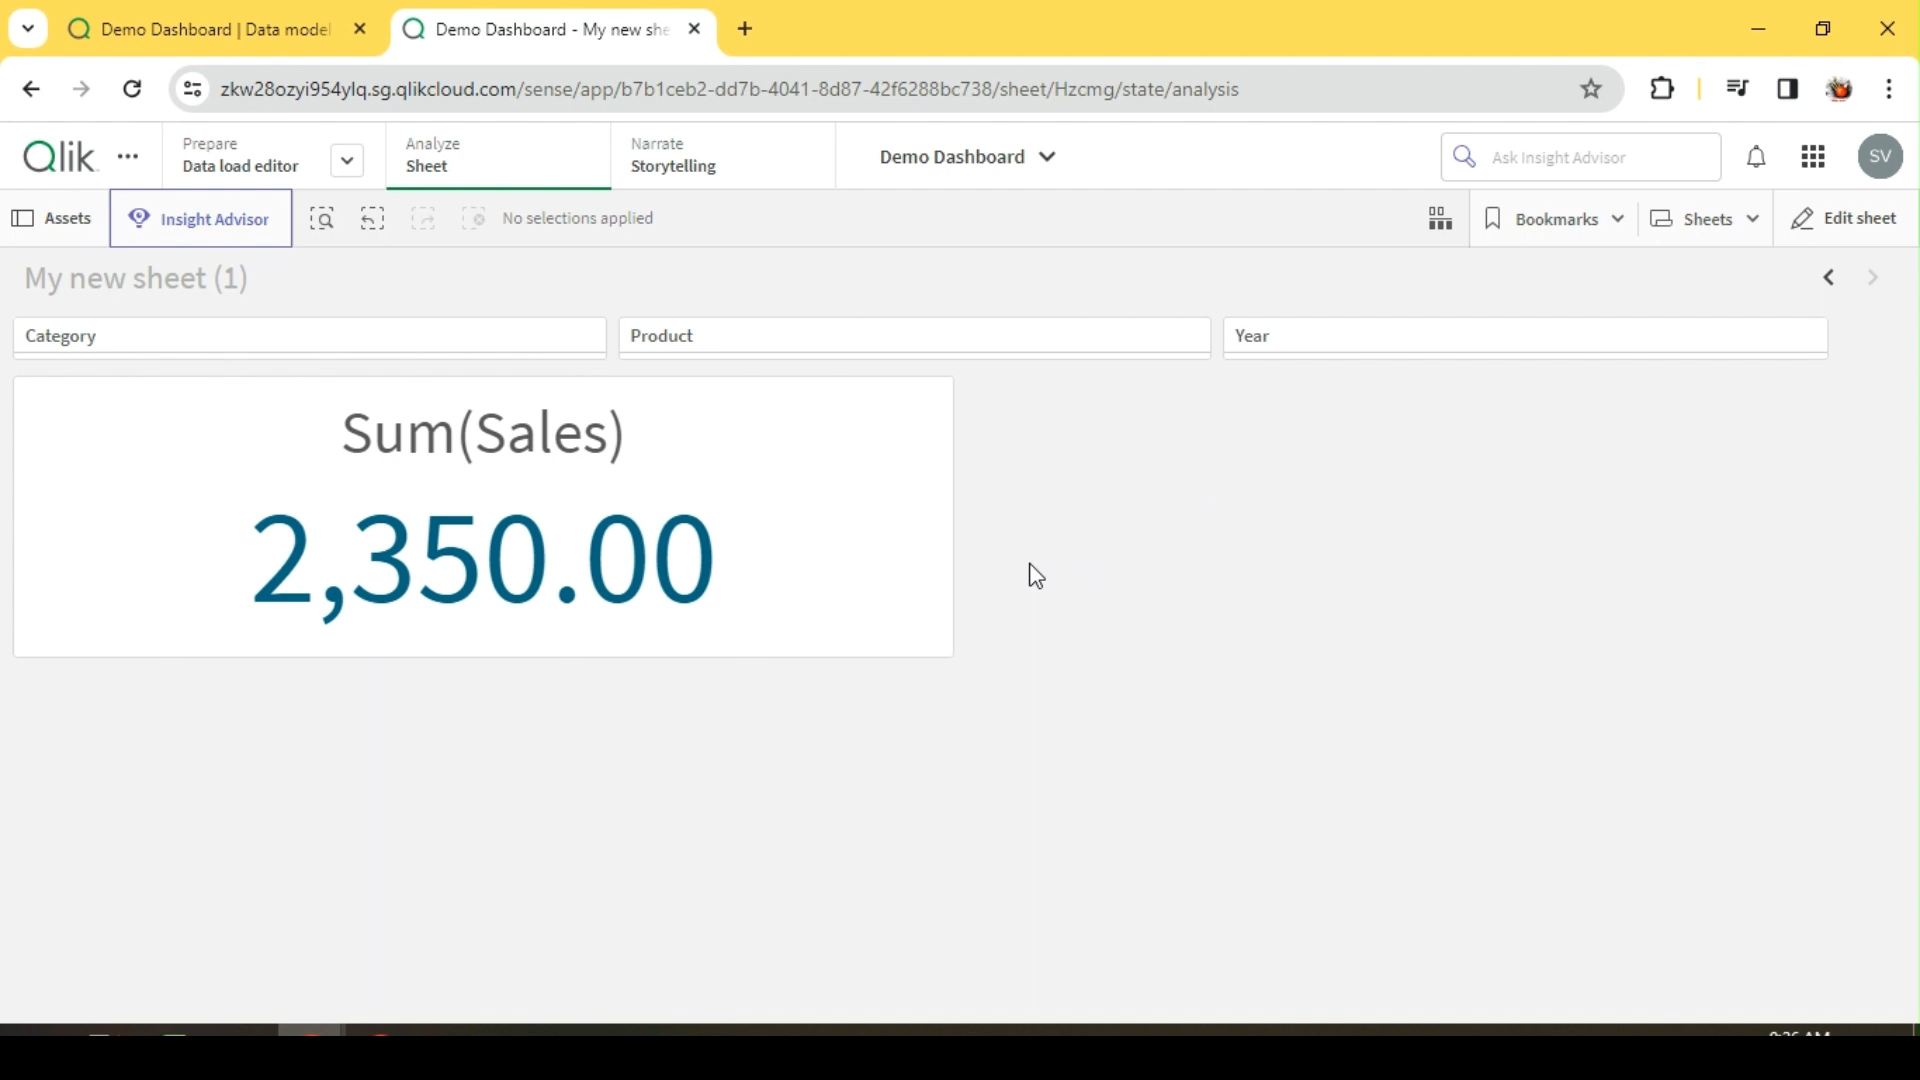 Demo Dashboard | Data model
Demo Dashboard - My new she
zkw28ozyi954ylq.sg.qlikcloud.com/sense/app/b7b1ceb2-dd7b-4041-8d87-42f6288bc738/sheet/Hzcmg/state/analysis
Qlik
Prepare
Data load editor
Analyze
Sheet
Narrate
Storytelling
Demo Dashboard
Ask Insight Advisor
SV
Assets
Insight Advisor
No selections applied
Bookmarks
Sheets
Edit sheet
My new sheet (1)
Category
Product
Year
Sum(Sales)
2,350.00